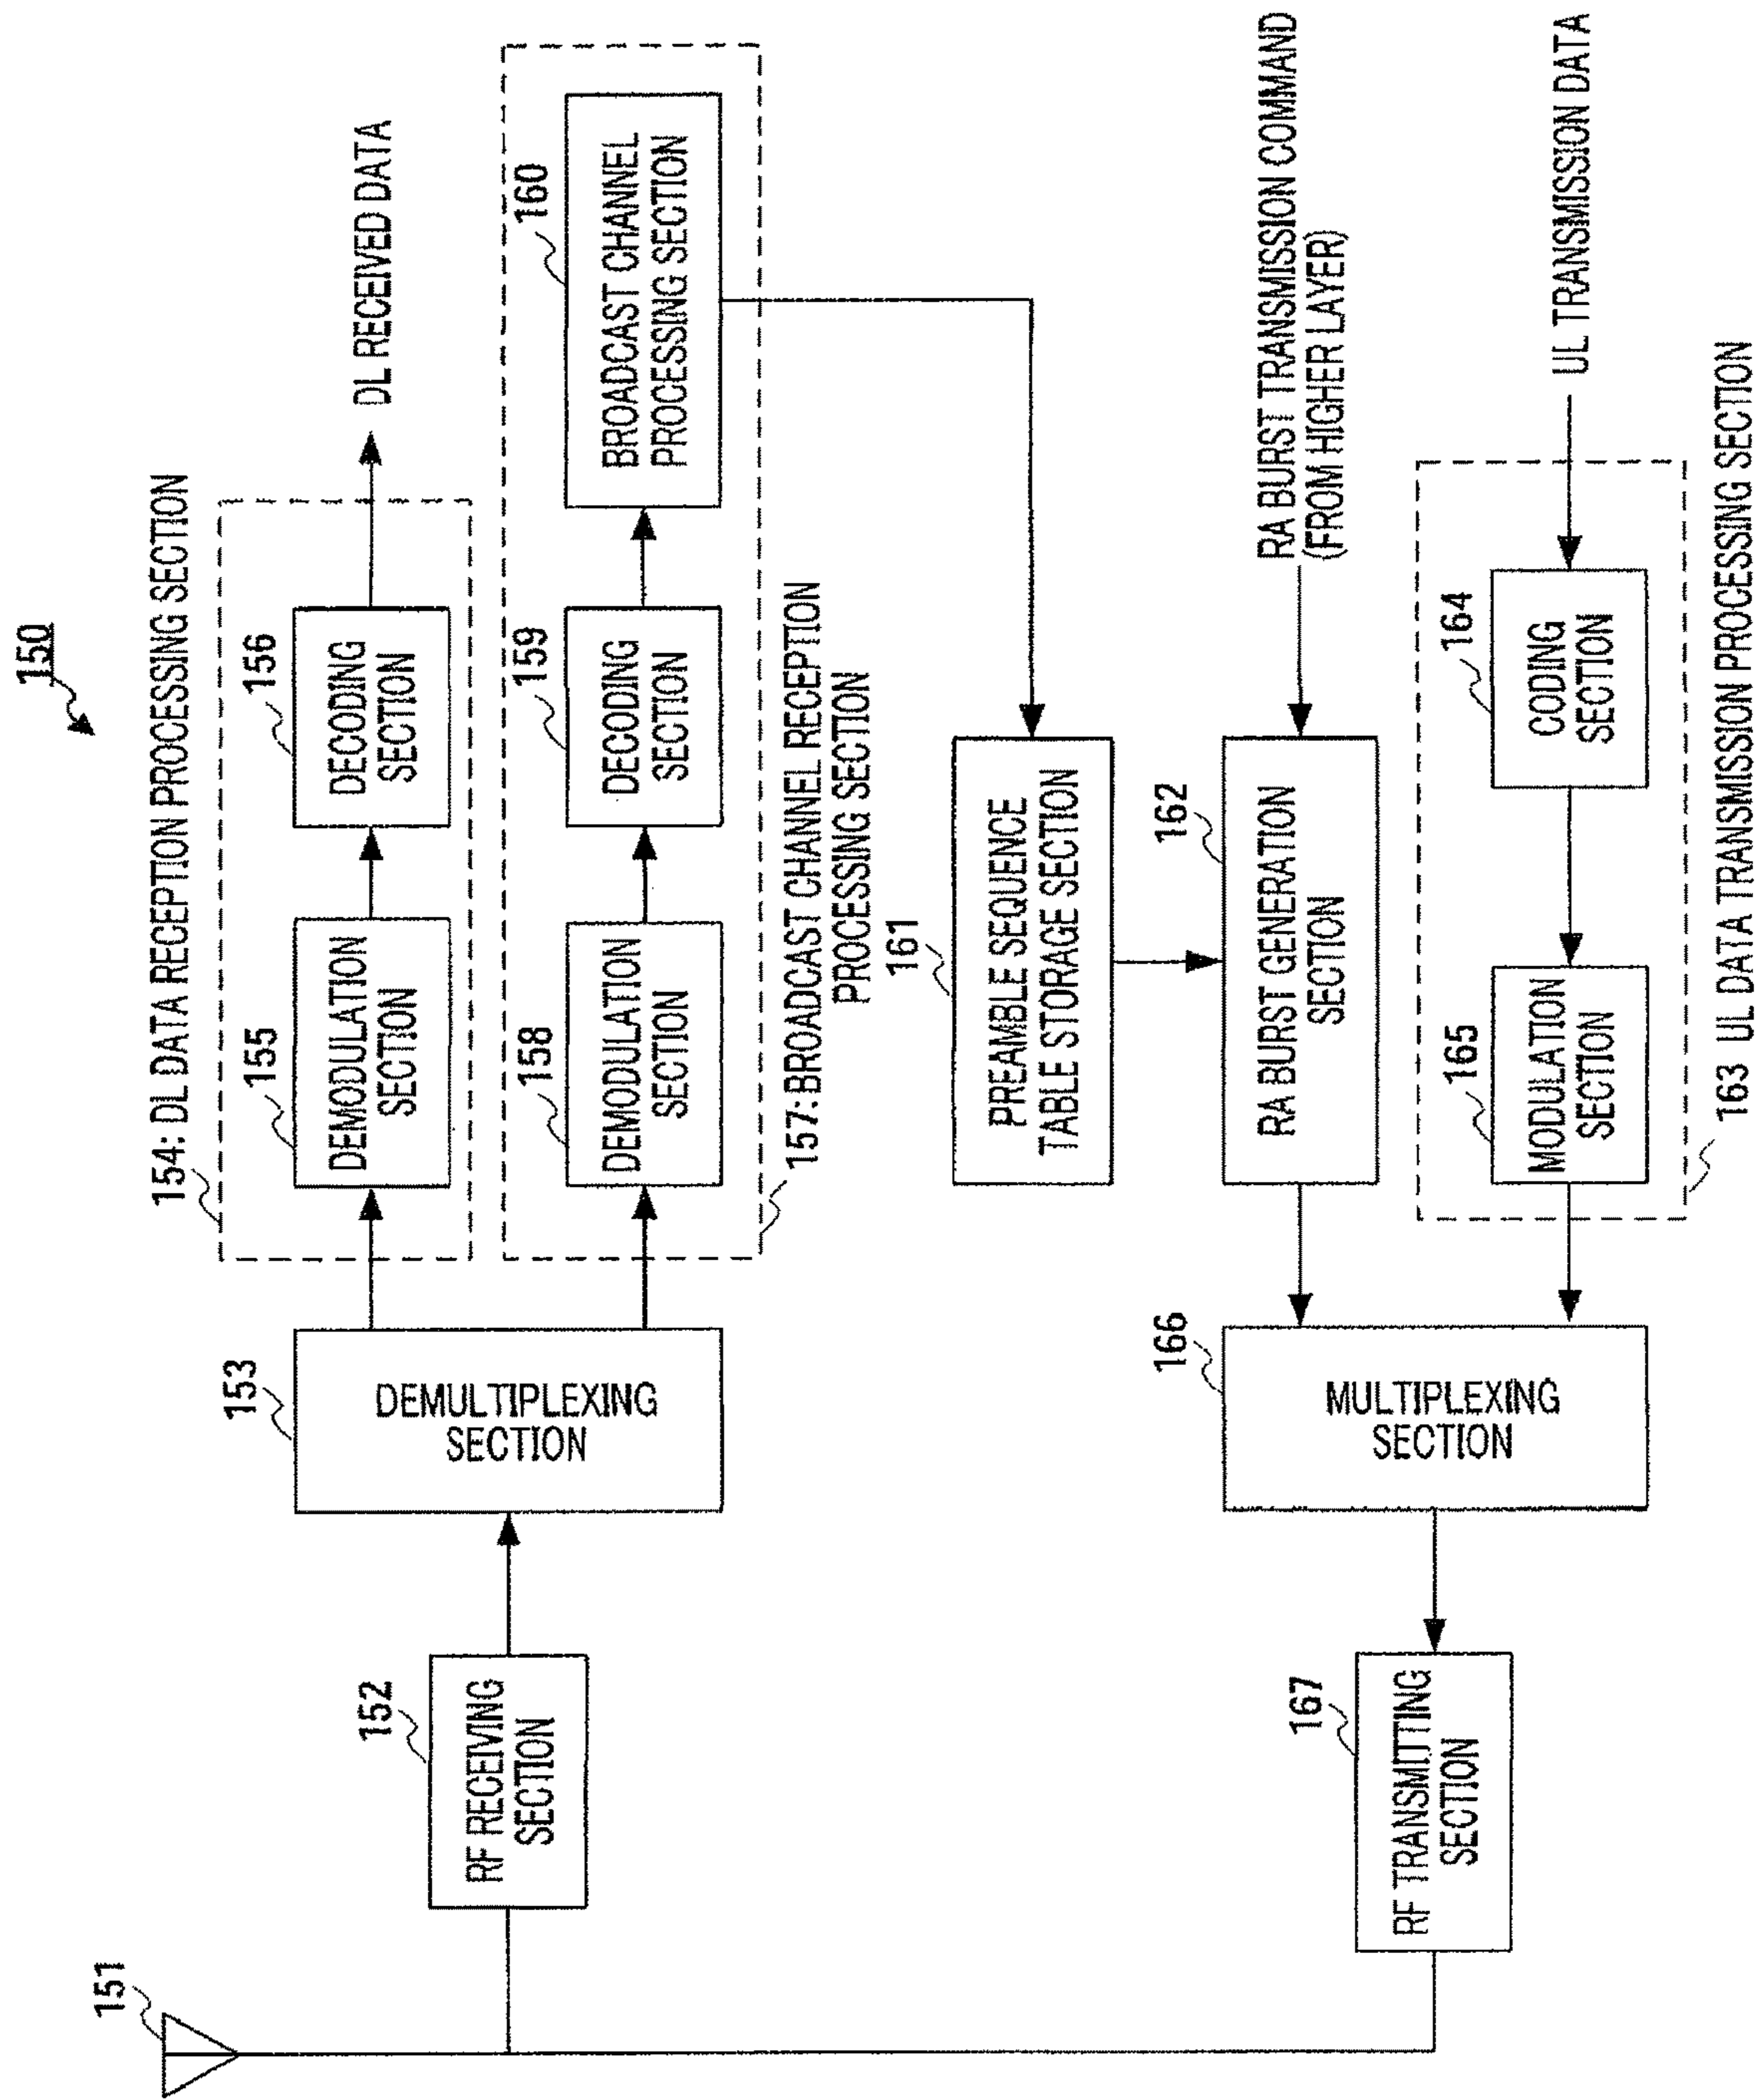 150
154: DL DATA RECEPTION PROCESSING SECTION
151
152
RF RECEIVING
SECTION
153
DEMULTIPLEXING
SECTION
155
DEMODULATION
SECTION
156
DECODING
SECTION
DL RECEIVED DATA
158
DEMODULATION
SECTION
159
DECODING
SECTION
160
BROADCAST CHANNEL
PROCESSING SECTION
157: BROADCAST CHANNEL RECEPTION
PROCESSING SECTION
161
PREAMBLE SEQUENCE
TABLE STORAGE SECTION
162
RA BURST GENERATION
SECTION
RA BURST TRANSMISSION COMMAND
(FROM HIGHER LAYER)
167
RF TRANSMITTING
SECTION
166
MULTIPLEXING
SECTION
165
MODULATION
SECTION
164
CODING
SECTION
UL TRANSMISSION DATA
163 UL DATA TRANSMISSION PROCESSING SECTION